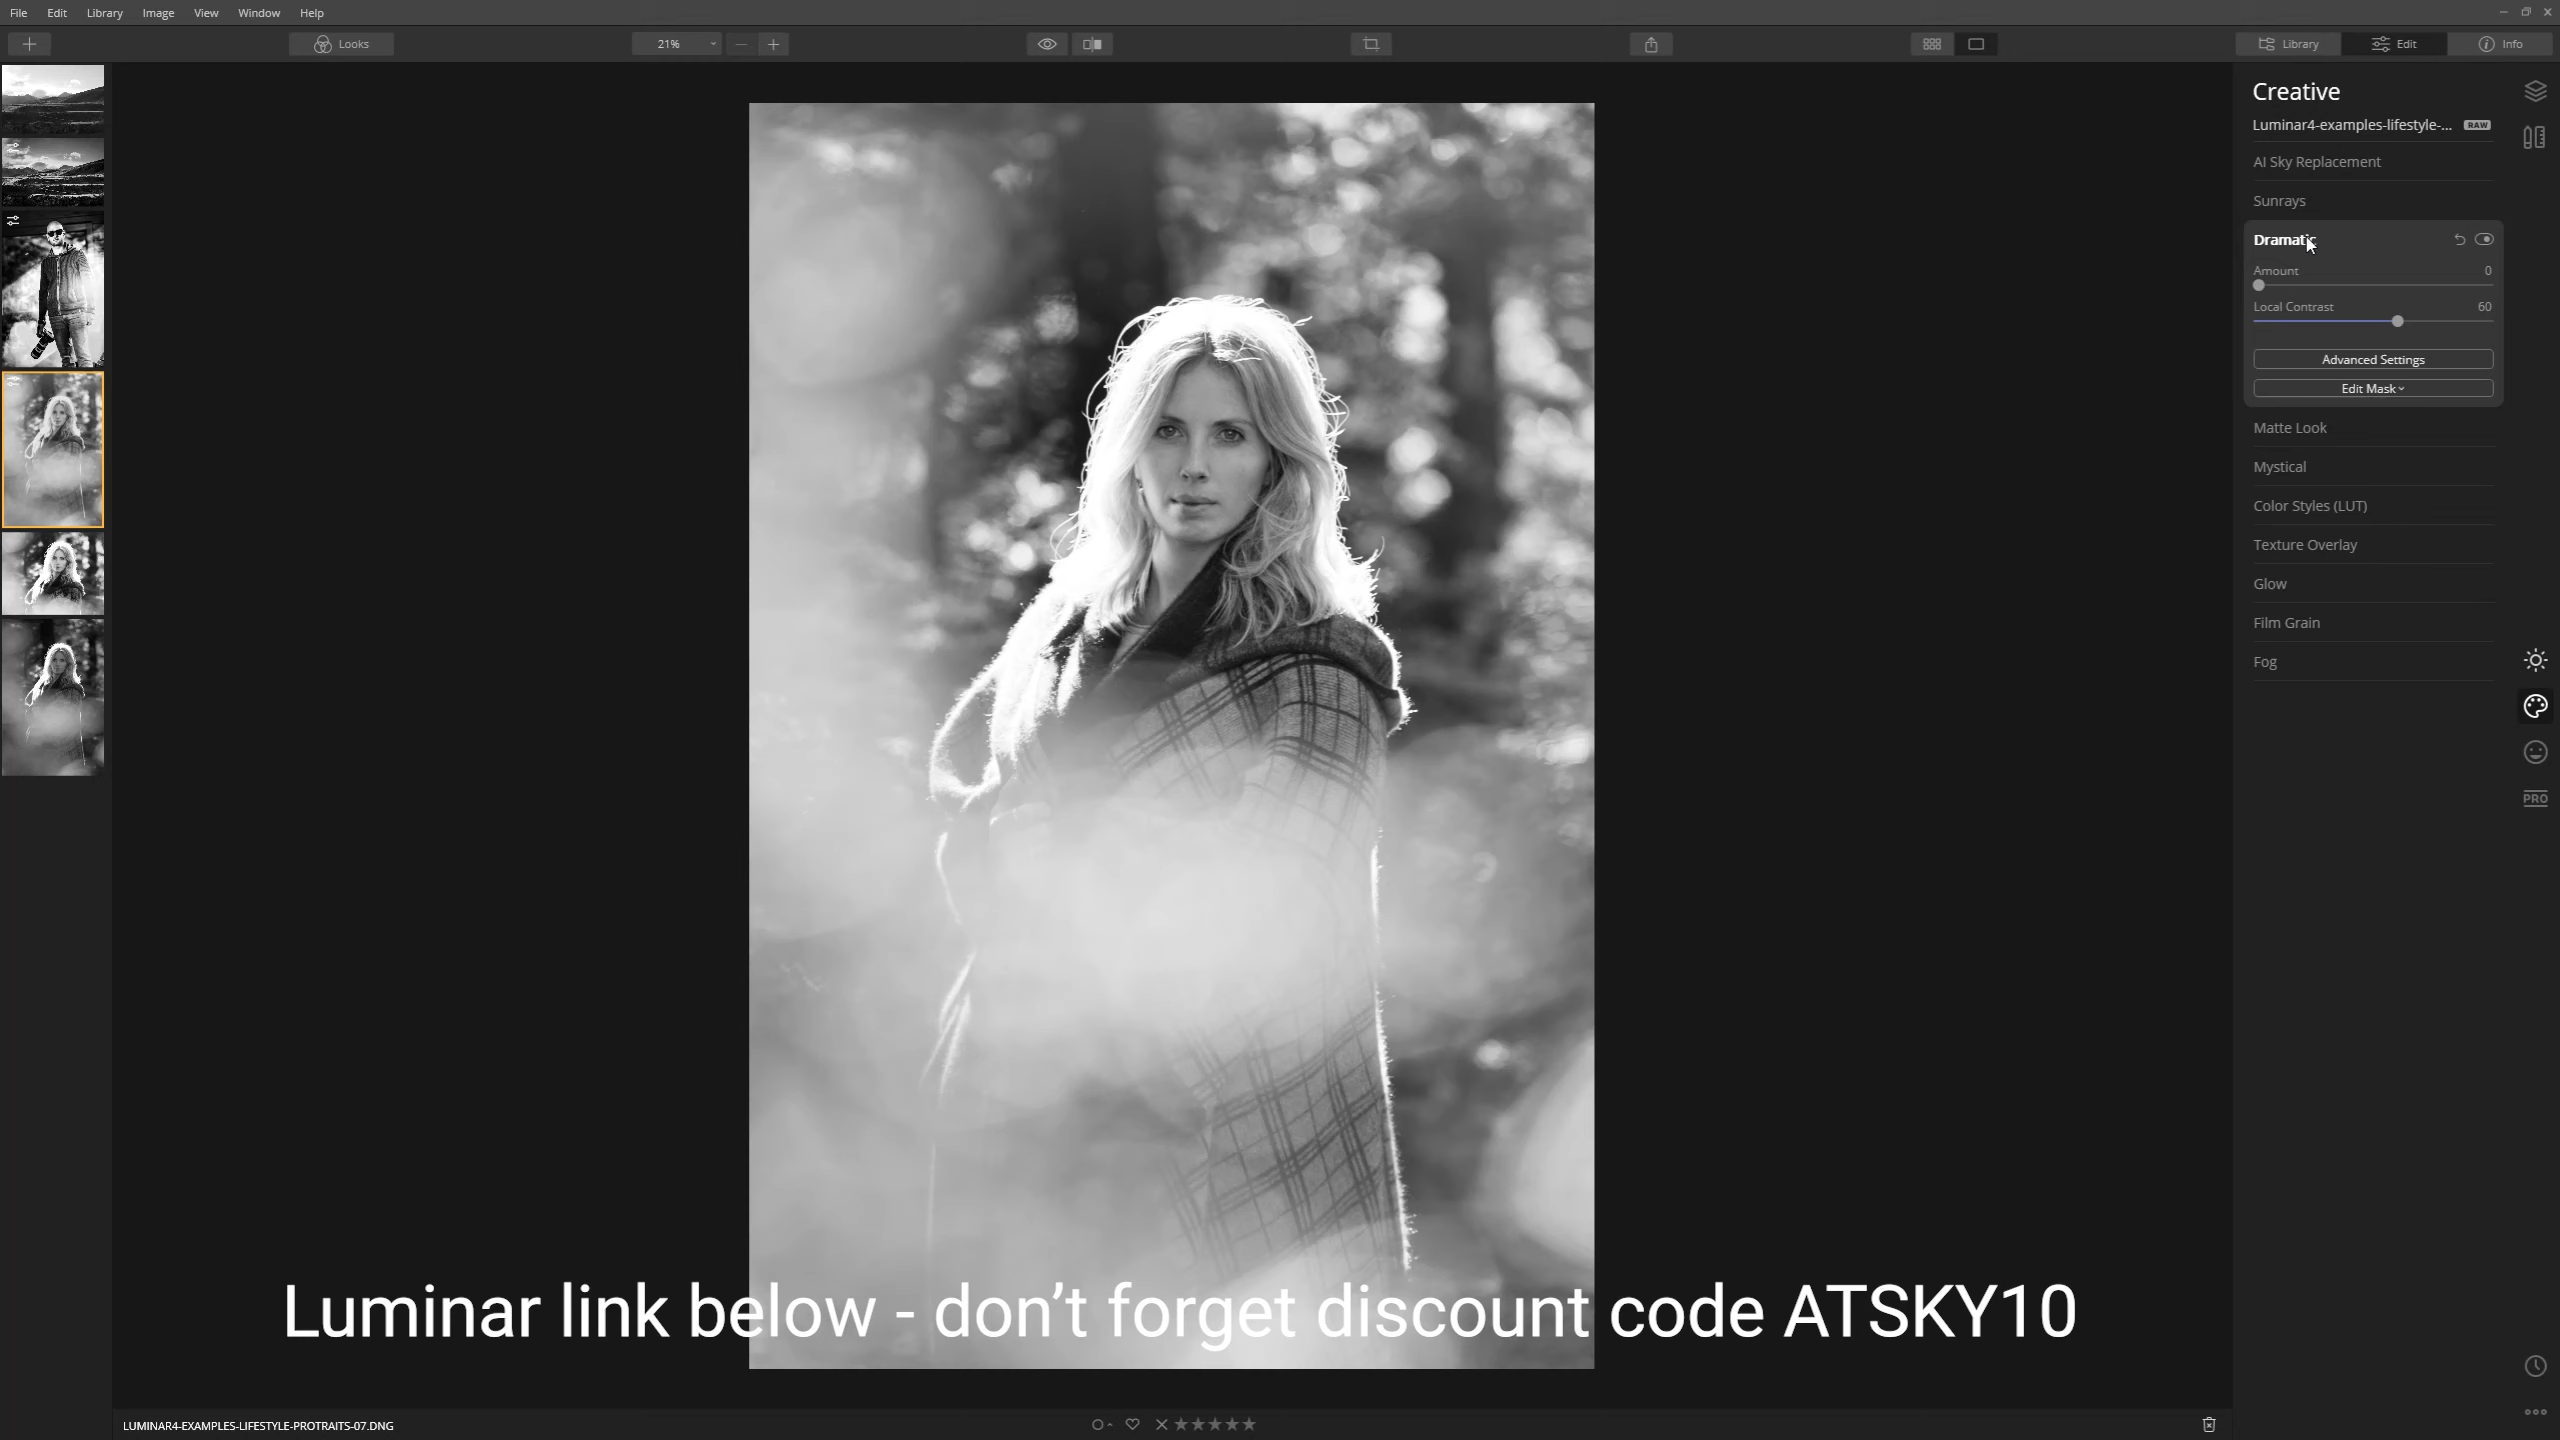 File Edit Library Image View Window Help
Looks 21% Library Edit Info
Creative
Luminar4-examples-lifestyle-... RAW
AI Sky Replacement
Sunrays
Dramatic
Amount 0
Local Contrast 60
Advanced Settings
Edit Mask
Matte Look
Mystical
Color Styles (LUT)
Texture Overlay
Glow
Film Grain
Fog
PRO
Luminar link below - don’t forget discount code ATSKY10
LUMINAR4-EXAMPLES-LIFESTYLE-PROTRAITS-07.DNG